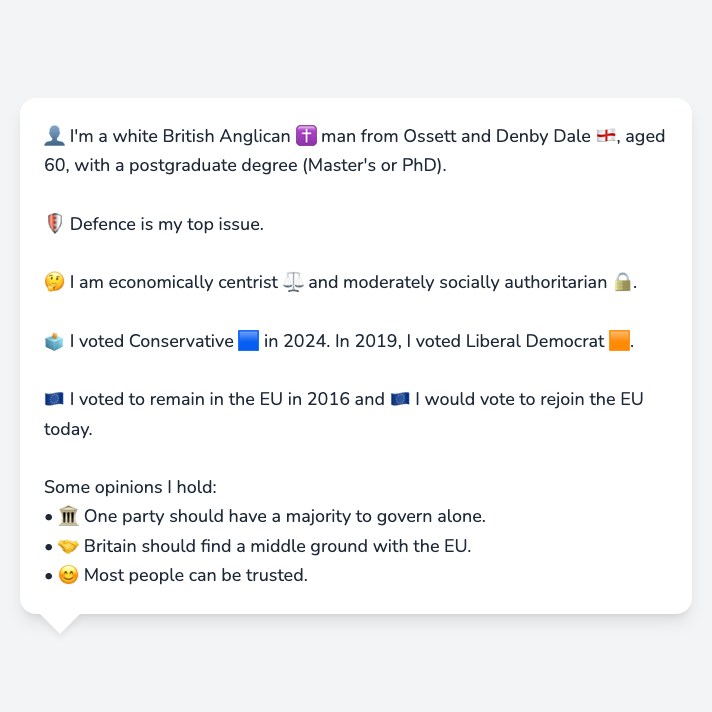 👤 I'm a white British Anglican ✝️ man from Ossett and Denby Dale 🏴󠁧󠁢󠁥󠁮󠁧󠁿, aged
60, with a postgraduate degree (Master's or PhD).
🛡️ Defence is my top issue.
🤔 I am economically centrist ⚖️ and moderately socially authoritarian 🔒.
🗳️ I voted Conservative 🟦 in 2024. In 2019, I voted Liberal Democrat 🟧.
🇪🇺 I voted to remain in the EU in 2016 and 🇪🇺 I would vote to rejoin the EU
today.
Some opinions I hold:
• 🏛️ One party should have a majority to govern alone.
• 🤝 Britain should find a middle ground with the EU.
• 😊 Most people can be trusted.